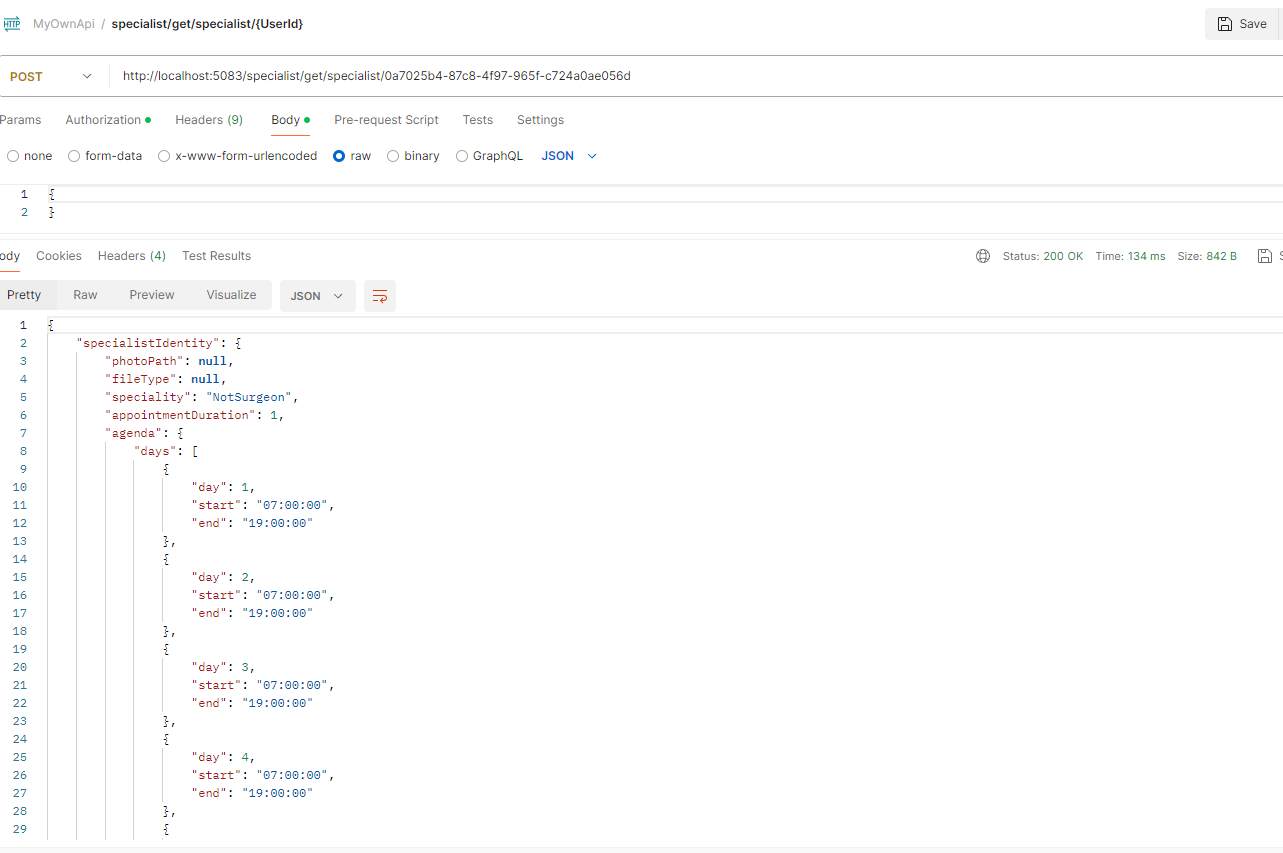 HTTP MyOwnApi / specialist/get/specialist/{UserId} Save
POST http://localhost:5083/specialist/get/specialist/0a7025b4-87c8-4f97-965f-c724a0ae056d
Params Authorization Headers (9) Body Pre-request Script Tests Settings
none form-data x-www-form-urlencoded raw binary GraphQL JSON
1 {
2 }
ody Cookies Headers (4) Test Results Status: 200 OK Time: 134 ms Size: 842 B S
Pretty Raw Preview Visualize JSON
1 {
2 "specialistIdentity": {
3 "photoPath": null,
4 "fileType": null,
5 "speciality": "NotSurgeon",
6 "appointmentDuration": 1,
7 "agenda": {
8 "days": [
9 {
10 "day": 1,
11 "start": "07:00:00",
12 "end": "19:00:00"
13 },
14 {
15 "day": 2,
16 "start": "07:00:00",
17 "end": "19:00:00"
18 },
19 {
20 "day": 3,
21 "start": "07:00:00",
22 "end": "19:00:00"
23 },
24 {
25 "day": 4,
26 "start": "07:00:00",
27 "end": "19:00:00"
28 },
29 {